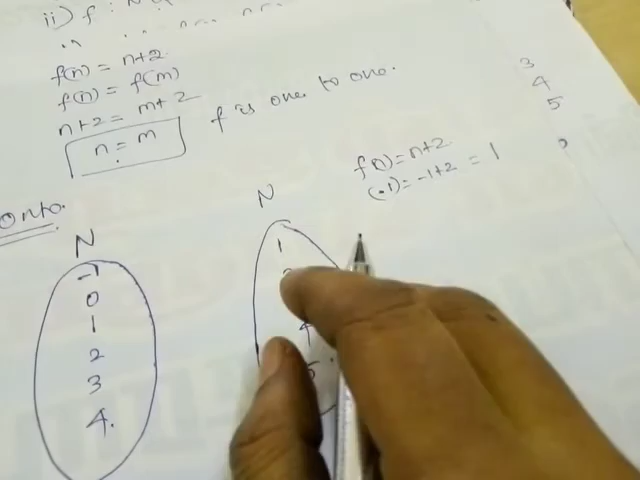 ii) f :
f(n) = n+2
f(n) = f(m)
n+2 = m+2
n = m
f is one to one.
3
4
5
f(n) = n+2
(-1) = -1+2 = 1
onto.
N
-1
0
1
2
3
4.
N
1
4
5.